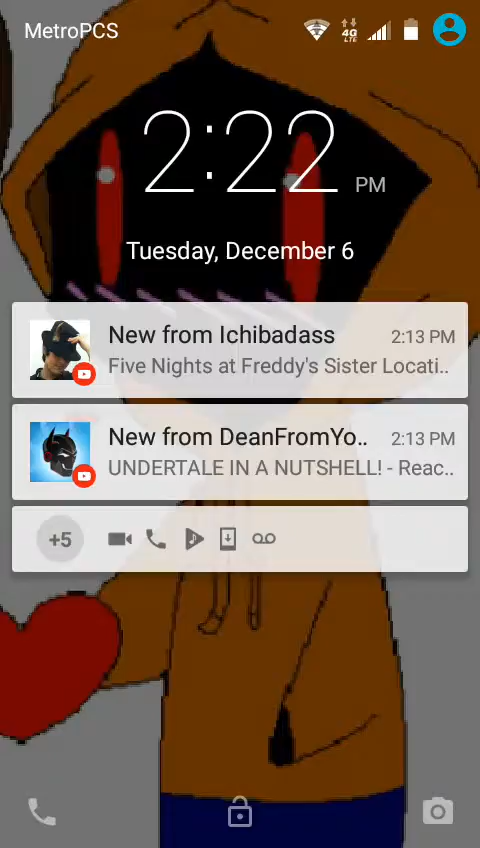 MetroPCS
4G
LTE
2:22 PM
Tuesday, December 6
New from Ichibadass 2:13 PM
Five Nights at Freddy's Sister Locati..
New from DeanFromYo.. 2:13 PM
UNDERTALE IN A NUTSHELL! - Reac..
+5